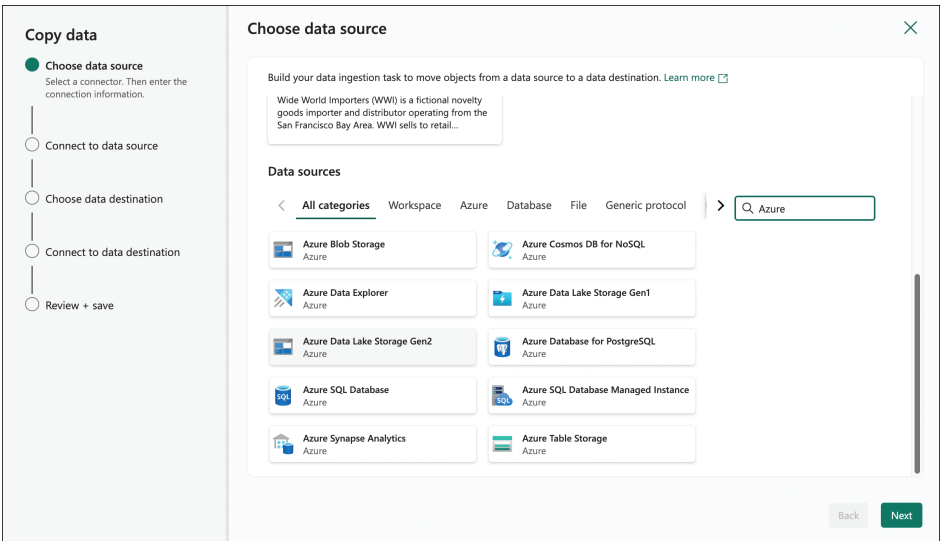 Copy data
Choose data source
Select a connector. Then enter the
connection information.
Connect to data source
Choose data destination
Connect to data destination
Review + save
Choose data source
Build your data ingestion task to move objects from a data source to a data destination. Learn more
Wide World Importers (WWI) is a fictional novelty
goods importer and distributor operating from the
San Francisco Bay Area. WWI sells to retail...
Data sources
All categories Workspace Azure Database File Generic protocol
Azure
Azure Blob Storage
Azure
Azure Cosmos DB for NoSQL
Azure
Azure Data Explorer
Azure
Azure Data Lake Storage Gen1
Azure
Azure Data Lake Storage Gen2
Azure
Azure Database for PostgreSQL
Azure
SQL
Azure SQL Database
Azure
SQL
Azure SQL Database Managed Instance
Azure
Azure Synapse Analytics
Azure
Azure Table Storage
Azure
Back
Next